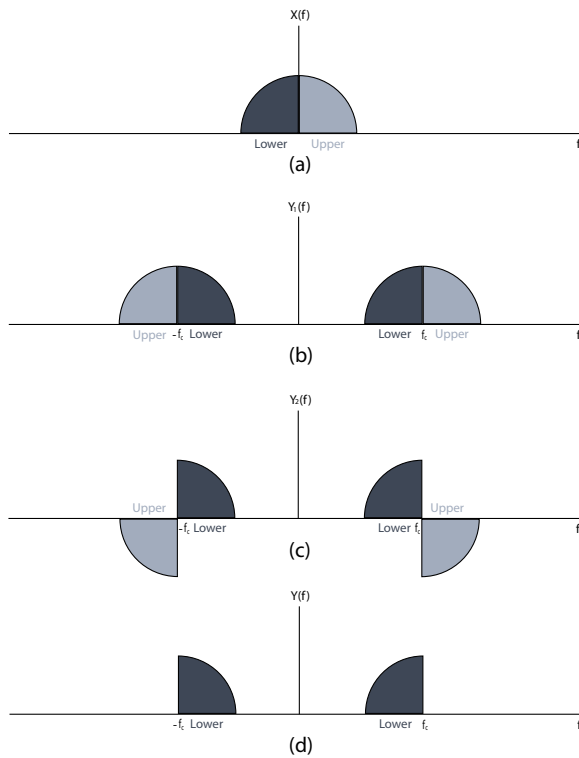 X(f)
f
Lower Upper
(a)
Y₁(f)
f
Upper -f꜀ Lower Lower f꜀ Upper
(b)
Y₂(f)
Upper Upper
f
-f꜀ Lower Lower f꜀
(c)
Y(f)
f
-f꜀ Lower Lower f꜀
(d)